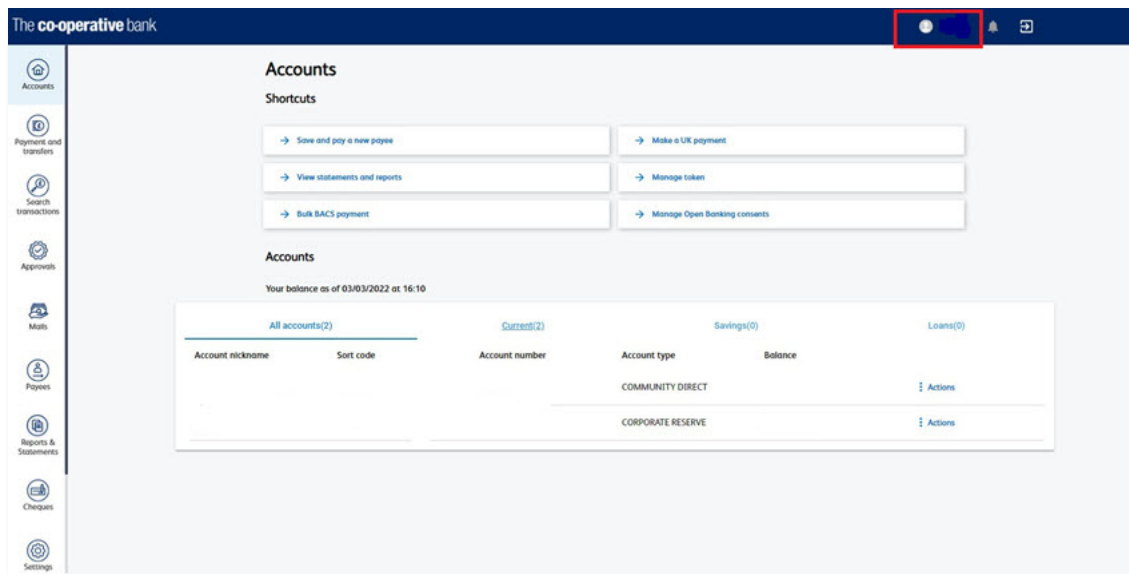 The co-operative bank
Accounts
Payment and
transfers
Search
transactions
Approvals
Mails
Payees
Reports &
Statements
Cheques
Settings
Accounts
Shortcuts
Save and pay a new payee
Make a UK payment
View statements and reports
Manage token
Bulk BACS payment
Manage Open Banking consents
Accounts
Your balance as of 03/03/2022 at 16:10
All accounts(2) Current(2) Savings(0) Loans(0)
Account nickname Sort code Account number Account type Balance
COMMUNITY DIRECT Actions
CORPORATE RESERVE Actions